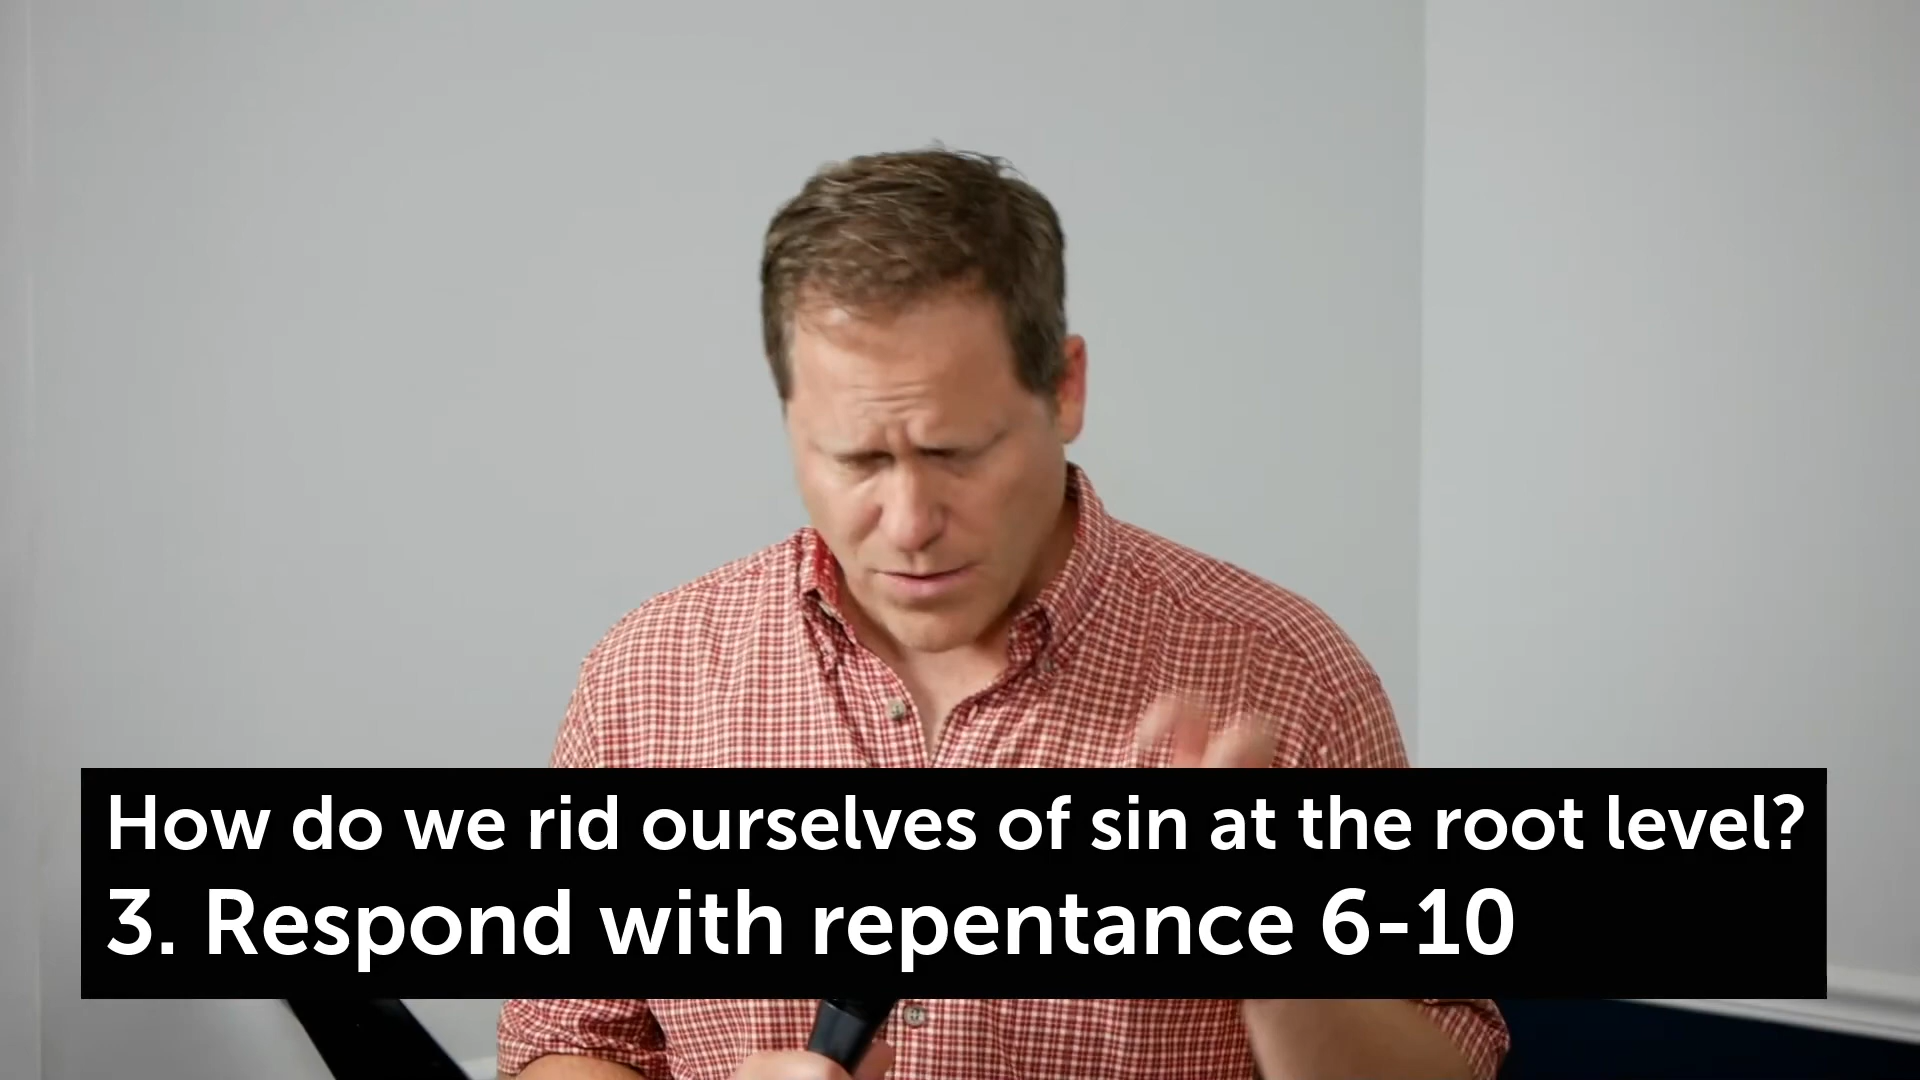 How do we rid ourselves of sin at the root level?
3. Respond with repentance 6-10